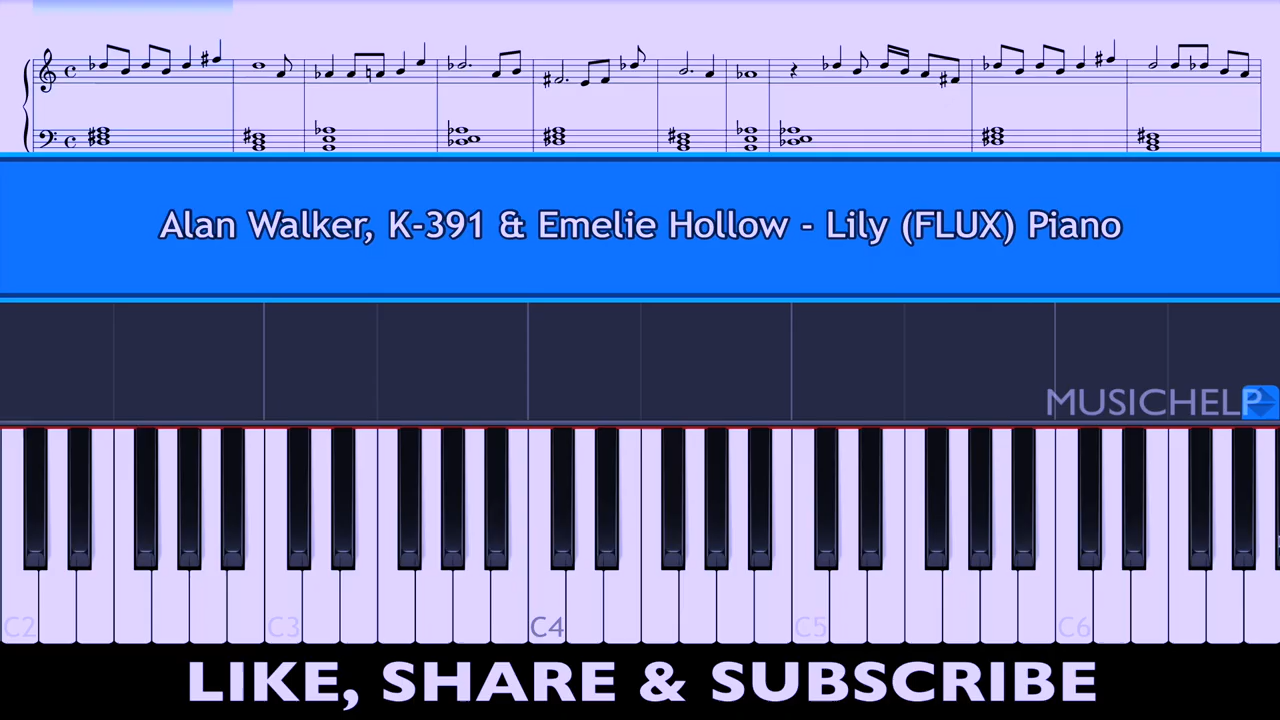 Alan Walker, K-391 & Emelie Hollow - Lily (FLUX) Piano
MUSICHELP
C2 C3 C4 C5 C6
LIKE, SHARE & SUBSCRIBE